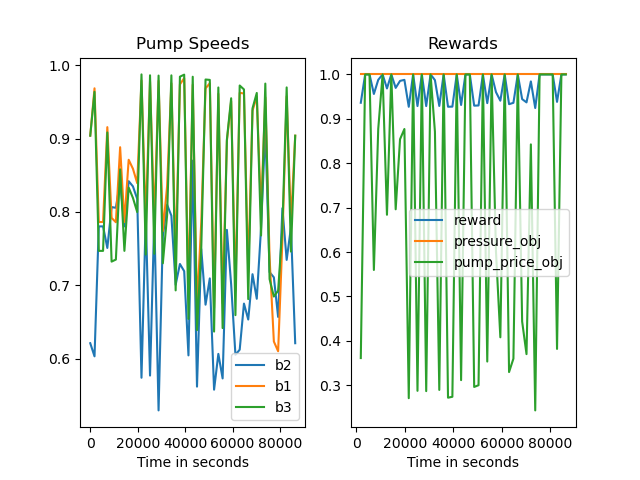 Pump Speeds
1.0
0.9
0.8
0.7
0.6
0
20000
40000
60000
80000
Time in seconds
b2
b1
b3
Rewards
1.0
0.9
0.8
0.7
0.6
0.5
0.4
0.3
0
20000
40000
60000
80000
Time in seconds
reward
pressure_obj
pump_price_obj